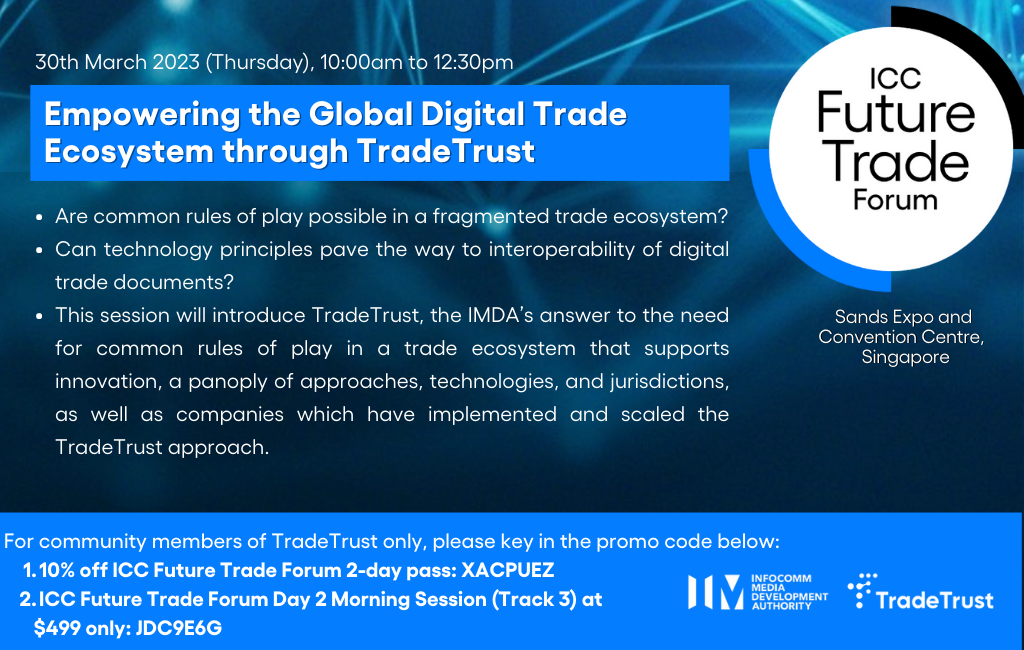 30th March 2023 (Thursday), 10:00am to 12:30pm
Empowering the Global Digital Trade
Ecosystem through TradeTrust
• Are common rules of play possible in a fragmented trade ecosystem?
• Can technology principles pave the way to interoperability of digital
trade documents?
• This session will introduce TradeTrust, the IMDA's answer to the need
for common rules of play in a trade ecosystem that supports
innovation, a panoply of approaches, technologies, and jurisdictions,
as well as companies which have implemented and scaled the
TradeTrust approach.
ICC
Future
Trade
Forum
Sands Expo and
Convention Centre,
Singapore
For community members of TradeTrust only, please key in the promo code below:
1. 10% off ICC Future Trade Forum 2-day pass: XACPUEZ
2. ICC Future Trade Forum Day 2 Morning Session (Track 3) at
$499 only: JDC9E6G
INFOCOMM
MEDIA
DEVELOPMENT
AUTHORITY
TradeTrust